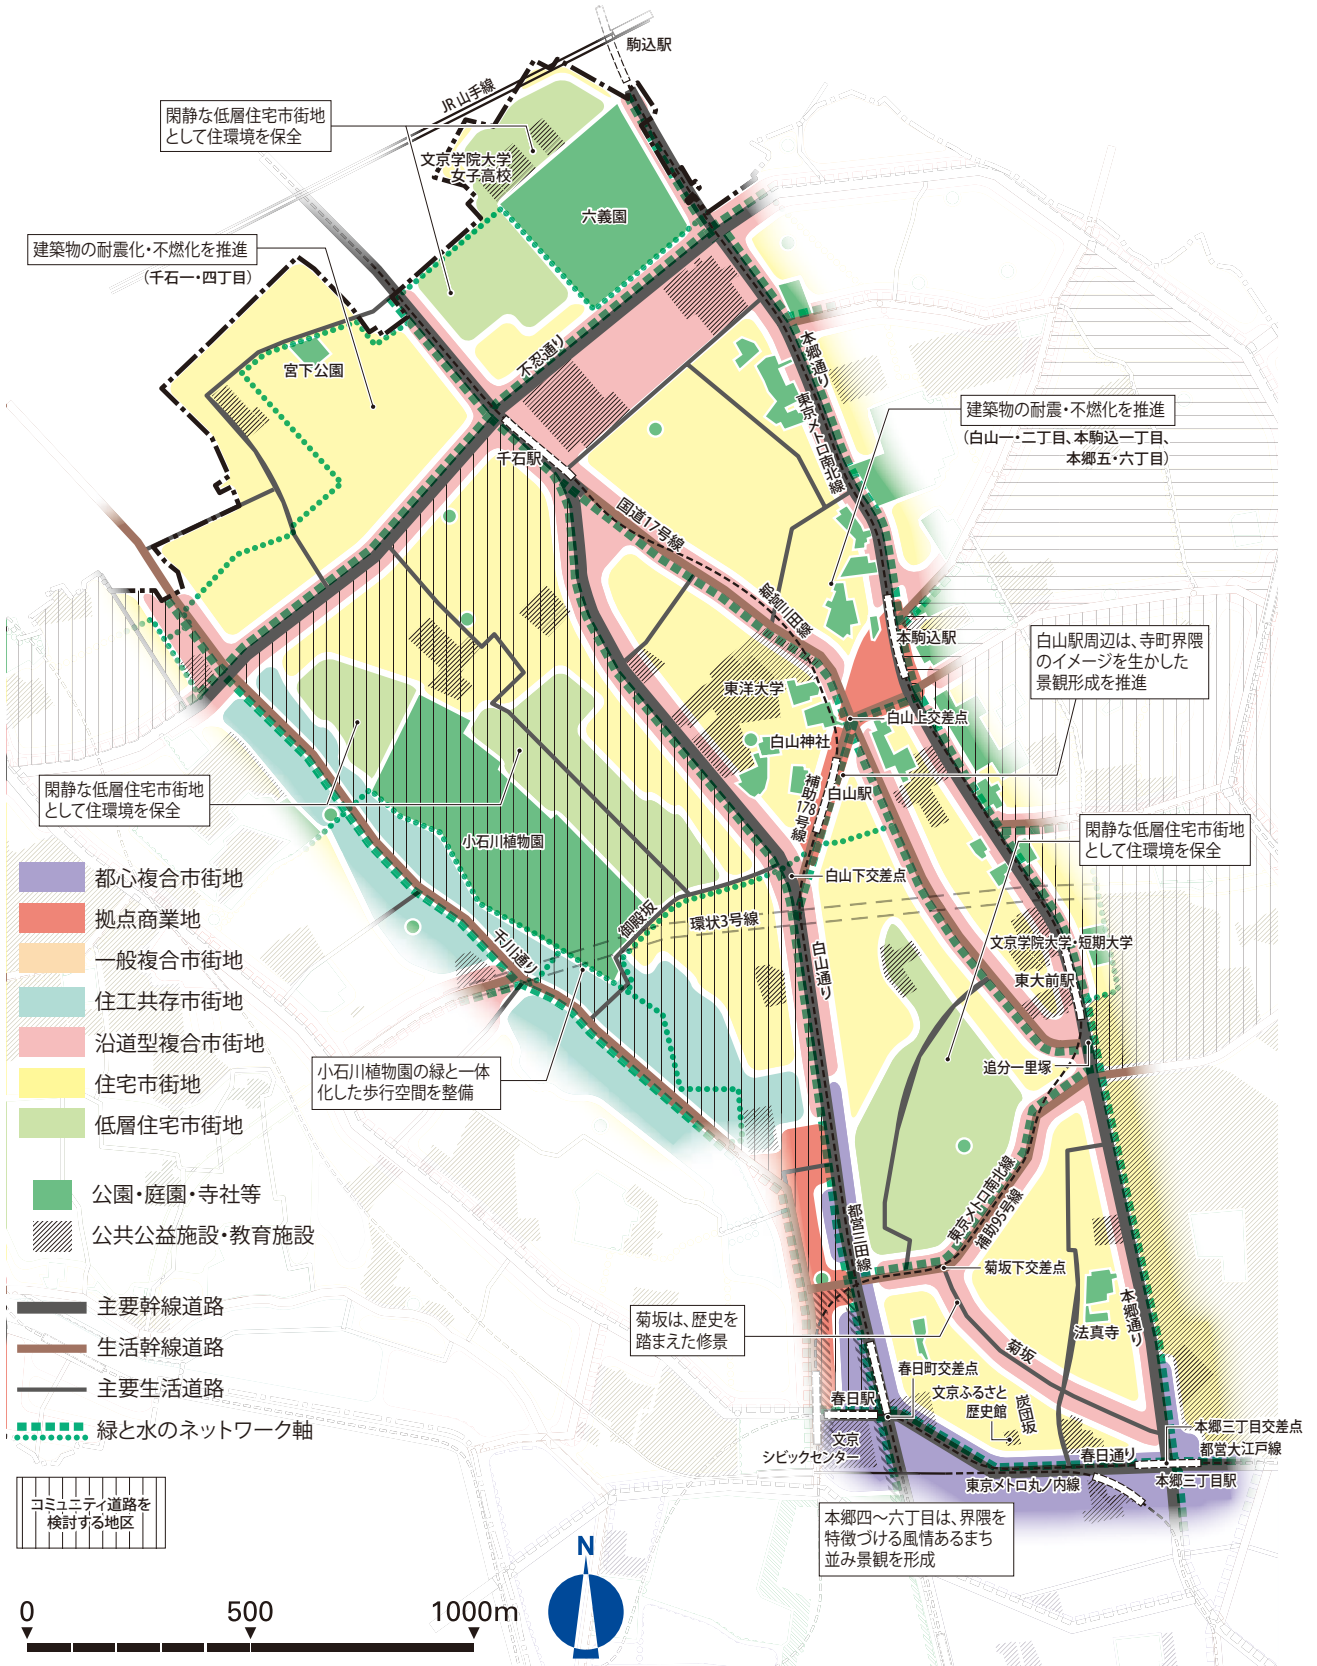 駒込駅
JR山手線
閑静な低層住宅市街地
として住環境を保全
文京学院大学
女子高校
六義園
建築物の耐震化・不燃化を推進
（千石一・四丁目）
宮下公園
不忍通り
本郷通り
東京メトロ南北線
建築物の耐震・不燃化を推進
（白山一・二丁目、本駒込一丁目、
本郷五・六丁目）
千石駅
国道17号線
都営三田線
本駒込駅
白山駅周辺は、寺町界隈
のイメージを生かした
景観形成を推進
東洋大学
白山上交差点
白山神社
補助178号線
白山駅
閑静な低層住宅市街地
として住環境を保全
閑静な低層住宅市街地
として住環境を保全
小石川植物園
白山下交差点
御殿坂
環状3号線
千川通り
白山通り
文京学院大学・短期大学
東大前駅
追分一里塚
小石川植物園の緑と一体
化した歩行空間を整備
都心複合市街地
拠点商業地
一般複合市街地
住工共存市街地
沿道型複合市街地
住宅市街地
低層住宅市街地
公園・庭園・寺社等
公共公益施設・教育施設
主要幹線道路
生活幹線道路
主要生活道路
緑と水のネットワーク軸
コミュニティ道路を
検討する地区
都営三田線
東京メトロ南北線
補助95号線
菊坂下交差点
菊坂は、歴史を
踏まえた修景
菊坂
法真寺
本郷通り
春日町交差点
春日駅
文京ふるさと
歴史館
炭団坂
文京
シビックセンター
春日通り
本郷三丁目交差点
都営大江戸線
東京メトロ丸ノ内線
本郷三丁目駅
本郷四～六丁目は、界隈を
特徴づける風情あるまち
並み景観を形成
N
0 500 1000m